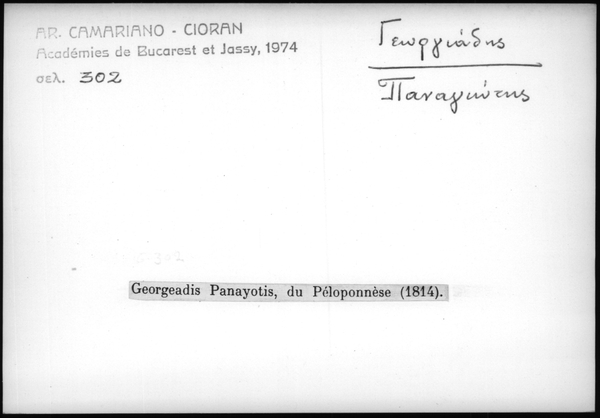 AR. CAMARIANO - CIORAN
Académies de Bucarest et Jassy, 1974
σελ. 302
Γεωργιάδης
Παναγιώτης
Georgeadis Panayotis, du Péloponnèse (1814).